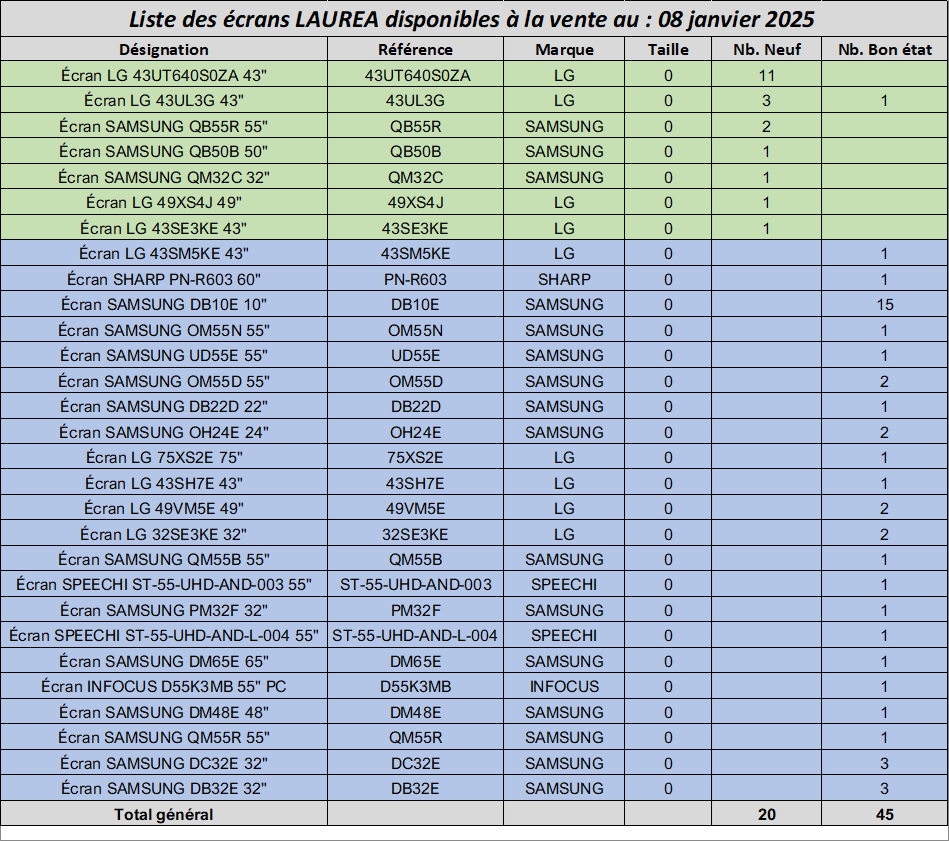 Liste des écrans LAUREA disponibles à la vente au : 08 janvier 2025
Désignation Référence Marque Taille Nb. Neuf Nb. Bon état
Écran LG 43UT640S0ZA 43" 43UT640S0ZA LG 0 11
Écran LG 43UL3G 43" 43UL3G LG 0 3 1
Écran SAMSUNG QB55R 55" QB55R SAMSUNG 0 2
Écran SAMSUNG QB50B 50" QB50B SAMSUNG 0 1
Écran SAMSUNG QM32C 32" QM32C SAMSUNG 0 1
Écran LG 49XS4J 49" 49XS4J LG 0 1
Écran LG 43SE3KE 43" 43SE3KE LG 0 1
Écran LG 43SM5KE 43" 43SM5KE LG 0 1
Écran SHARP PN-R603 60" PN-R603 SHARP 0 1
Écran SAMSUNG DB10E 10" DB10E SAMSUNG 0 15
Écran SAMSUNG OM55N 55" OM55N SAMSUNG 0 1
Écran SAMSUNG UD55E 55" UD55E SAMSUNG 0 1
Écran SAMSUNG OM55D 55" OM55D SAMSUNG 0 2
Écran SAMSUNG DB22D 22" DB22D SAMSUNG 0 1
Écran SAMSUNG OH24E 24" OH24E SAMSUNG 0 2
Écran LG 75XS2E 75" 75XS2E LG 0 1
Écran LG 43SH7E 43" 43SH7E LG 0 1
Écran LG 49VM5E 49" 49VM5E LG 0 2
Écran LG 32SE3KE 32" 32SE3KE LG 0 2
Écran SAMSUNG QM55B 55" QM55B SAMSUNG 0 1
Écran SPEECHI ST-55-UHD-AND-003 55" ST-55-UHD-AND-003 SPEECHI 0 1
Écran SAMSUNG PM32F 32" PM32F SAMSUNG 0 1
Écran SPEECHI ST-55-UHD-AND-L-004 55" ST-55-UHD-AND-L-004 SPEECHI 0 1
Écran SAMSUNG DM65E 65" DM65E SAMSUNG 0 1
Écran INFOCUS D55K3MB 55" PC D55K3MB INFOCUS 0 1
Écran SAMSUNG DM48E 48" DM48E SAMSUNG 0 1
Écran SAMSUNG QM55R 55" QM55R SAMSUNG 0 1
Écran SAMSUNG DC32E 32" DC32E SAMSUNG 0 3
Écran SAMSUNG DB32E 32" DB32E SAMSUNG 0 3
Total général 20 45